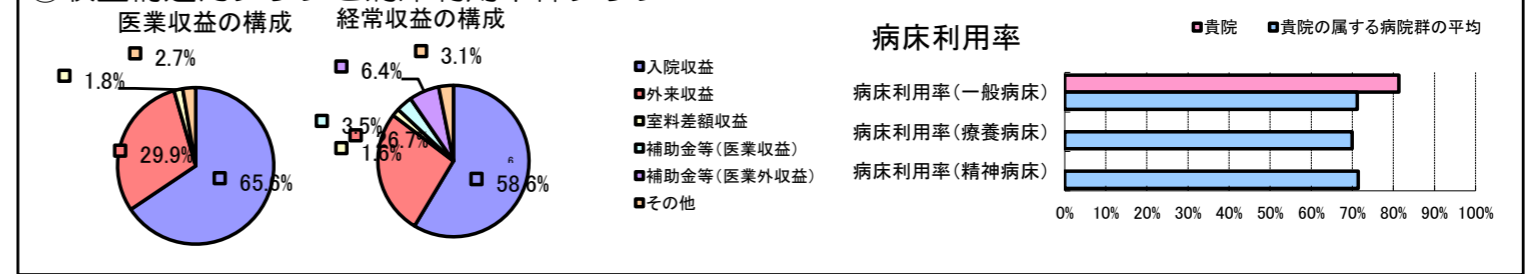 医業収益の構成
経常収益の構成
2.7%
1.8%
29.9%
65.6%
3.1%
6.4%
3.5%
26.7%
1.6%
58.6%
入院収益
外来収益
室料差額収益
補助金等(医業収益)
補助金等(医業外収益)
その他
病床利用率
貴院
貴院の属する病院群の平均
病床利用率(一般病床)
病床利用率(療養病床)
病床利用率(精神病床)
0% 10% 20% 30% 40% 50% 60% 70% 80% 90% 100%